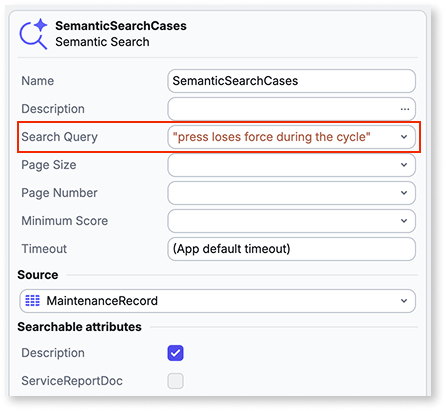 SemanticSearchCases
Semantic Search
Name SemanticSearchCases
Description ...
Search Query "press loses force during the cycle"
Page Size
Page Number
Minimum Score
Timeout (App default timeout)
Source
MaintenanceRecord
Searchable attributes
Description
ServiceReportDoc